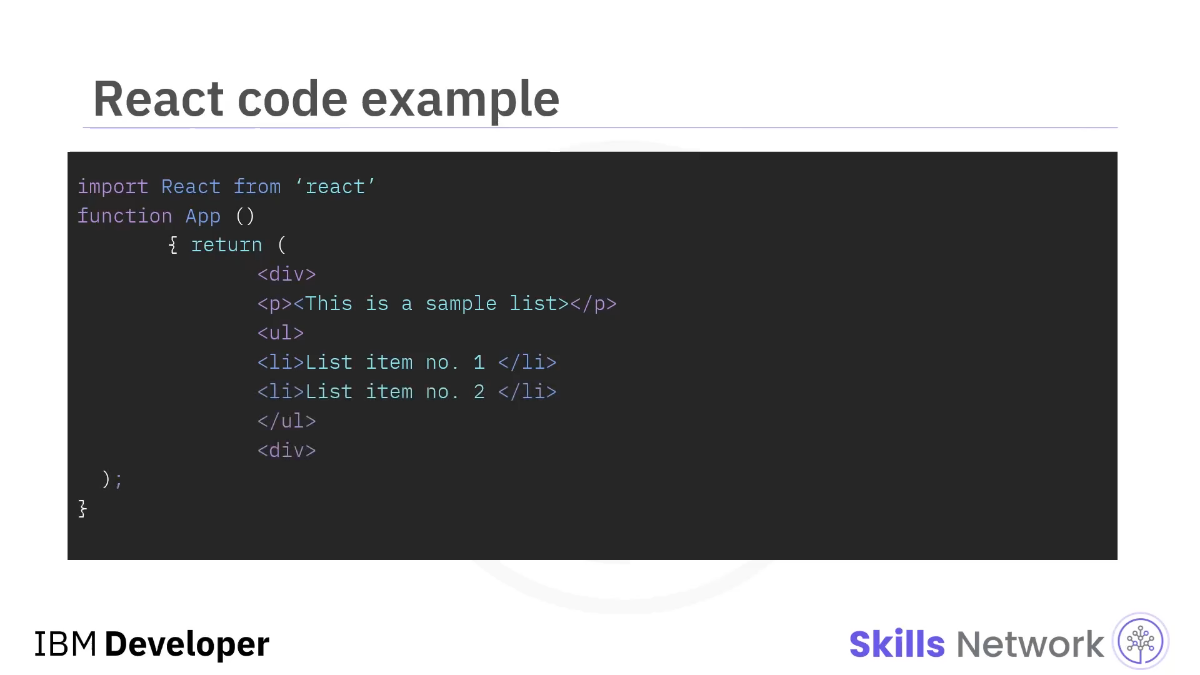 React code example
import React from ‘react’
function App ()
{ return (
<div>
<p><This is a sample list></p>
<ul>
<li>List item no. 1 </li>
<li>List item no. 2 </li>
</ul>
<div>
);
}
IBM Developer
Skills Network